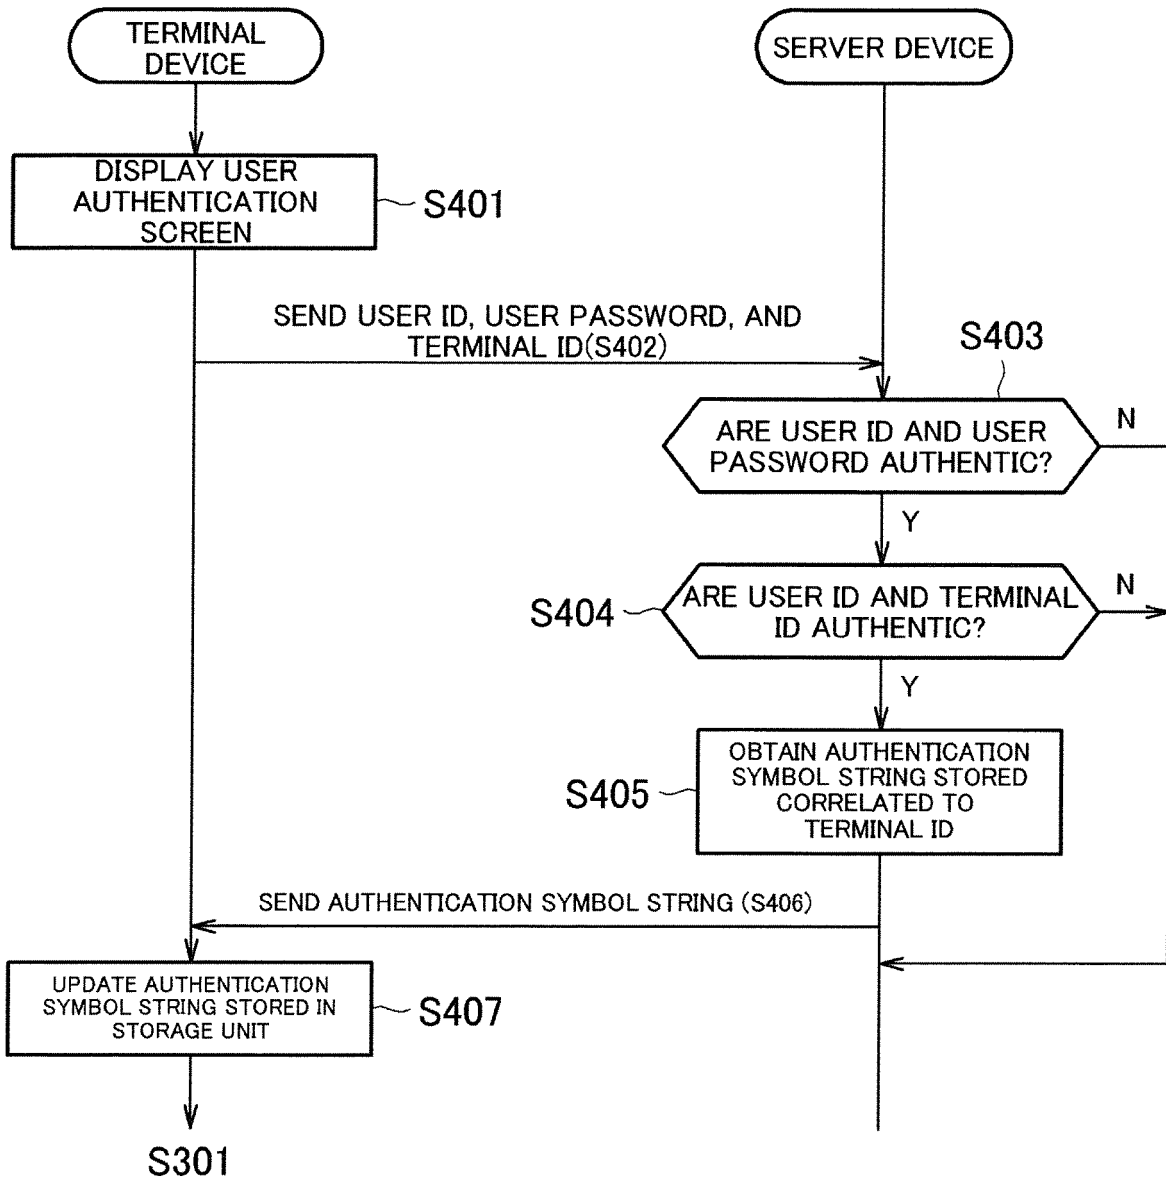 TERMINAL
DEVICE
SERVER DEVICE
DISPLAY USER
AUTHENTICATION
SCREEN
S401
SEND USER ID, USER PASSWORD, AND
TERMINAL ID(S402)
S403
ARE USER ID AND USER
PASSWORD AUTHENTIC?
N
Y
S404
ARE USER ID AND TERMINAL
ID AUTHENTIC?
N
Y
S405
OBTAIN AUTHENTICATION
SYMBOL STRING STORED
CORRELATED TO
TERMINAL ID
SEND AUTHENTICATION SYMBOL STRING (S406)
UPDATE AUTHENTICATION
SYMBOL STRING STORED IN
STORAGE UNIT
S407
S301